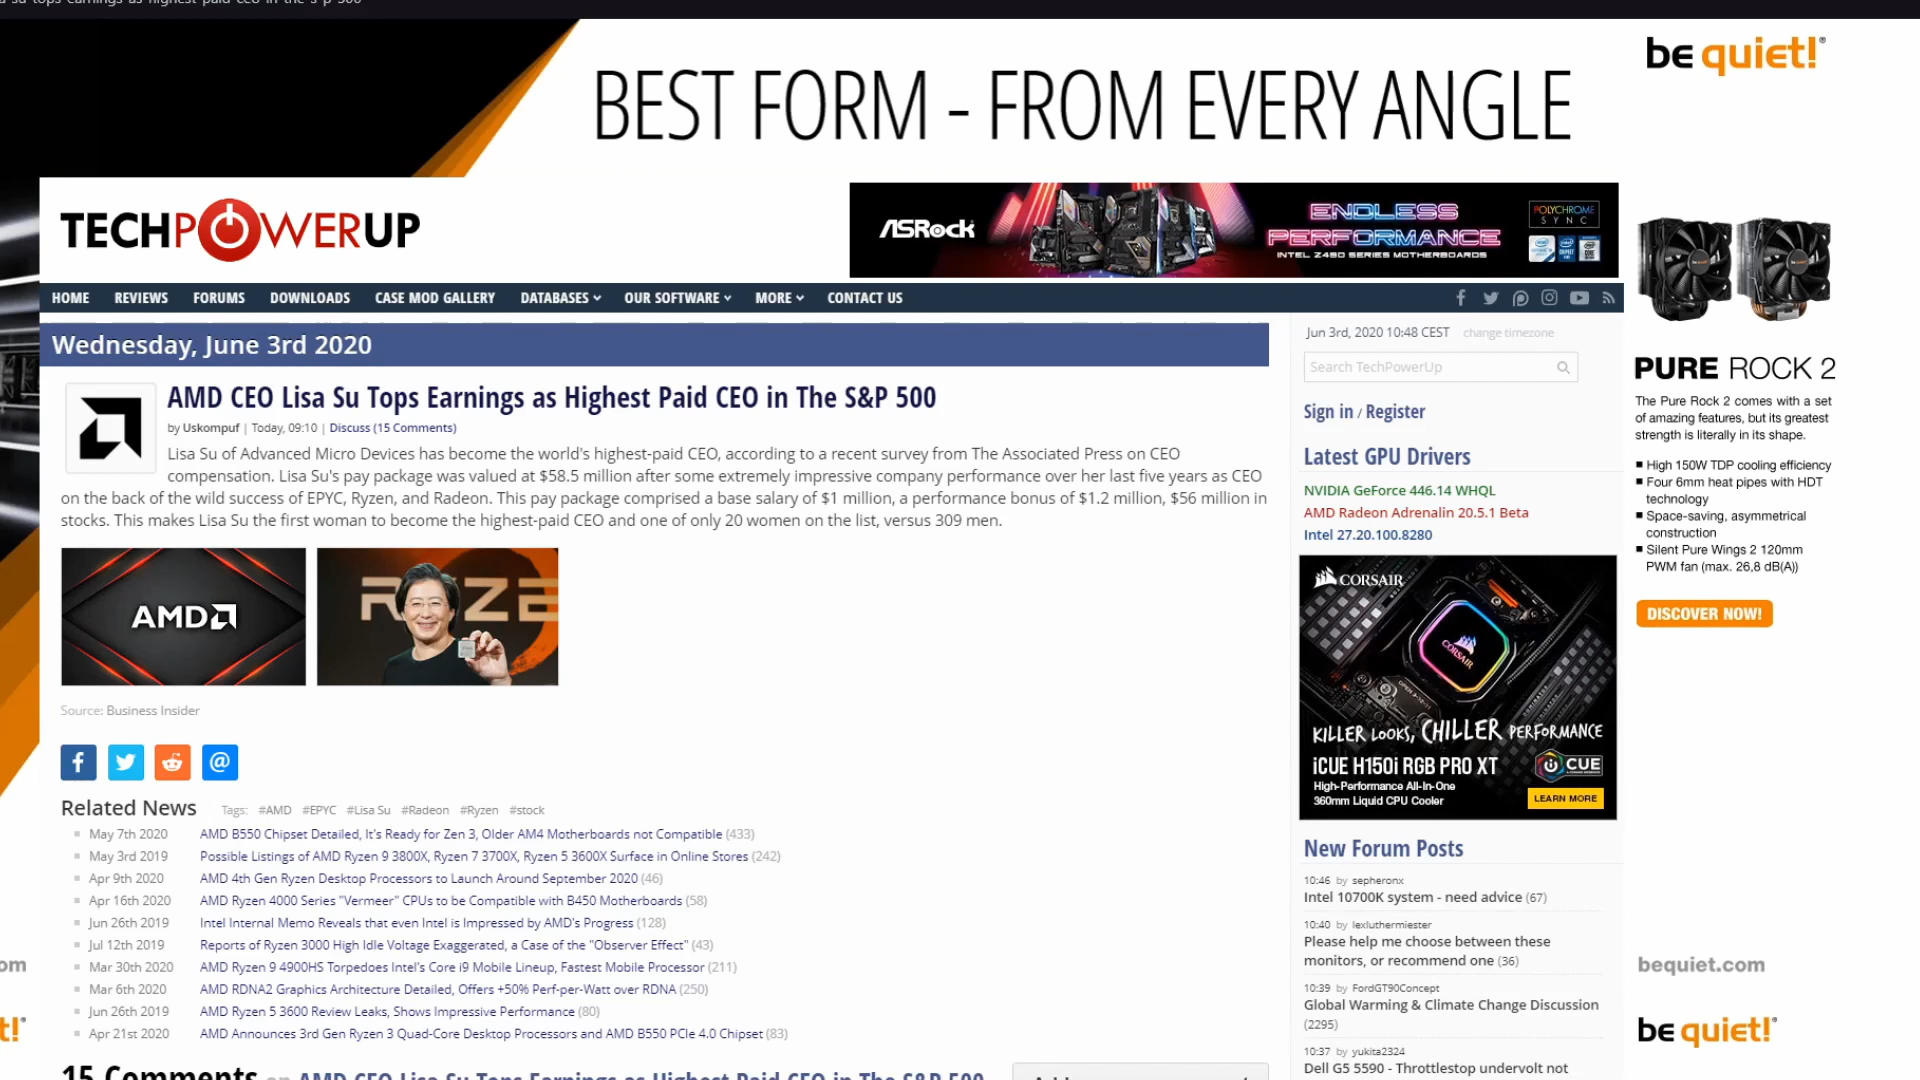 su tops earnings as highest paid ceo in the s p 500
be quiet!®
BEST FORM - FROM EVERY ANGLE
TECHPOWERUP
ASRock
ENDLESS
PERFORMANCE
INTEL Z490 SERIES MOTHERBOARDS
POLYCHROME
SYNC
HOME REVIEWS FORUMS DOWNLOADS CASE MOD GALLERY DATABASES OUR SOFTWARE MORE CONTACT US
Wednesday, June 3rd 2020
AMD CEO Lisa Su Tops Earnings as Highest Paid CEO in The S&P 500
by Uskompuf | Today, 09:10 | Discuss (15 Comments)
Lisa Su of Advanced Micro Devices has become the world's highest-paid CEO, according to a recent survey from The Associated Press on CEO
compensation. Lisa Su's pay package was valued at $58.5 million after some extremely impressive company performance over her last five years as CEO
on the back of the wild success of EPYC, Ryzen, and Radeon. This pay package comprised a base salary of $1 million, a performance bonus of $1.2 million, $56 million in
stocks. This makes Lisa Su the first woman to become the highest-paid CEO and one of only 20 women on the list, versus 309 men.
AMD
RYZE
Source: Business Insider
Related News Tags: #AMD #EPYC #Lisa Su #Radeon #Ryzen #stock
May 7th 2020 AMD B550 Chipset Detailed, It's Ready for Zen 3, Older AM4 Motherboards not Compatible (433)
May 3rd 2019 Possible Listings of AMD Ryzen 9 3800X, Ryzen 7 3700X, Ryzen 5 3600X Surface in Online Stores (242)
Apr 9th 2020 AMD 4th Gen Ryzen Desktop Processors to Launch Around September 2020 (46)
Apr 16th 2020 AMD Ryzen 4000 Series "Vermeer" CPUs to be Compatible with B450 Motherboards (58)
Jun 26th 2019 Intel Internal Memo Reveals that even Intel is Impressed by AMD's Progress (128)
Jul 12th 2019 Reports of Ryzen 3000 High Idle Voltage Exaggerated, a Case of the "Observer Effect" (43)
Mar 30th 2020 AMD Ryzen 9 4900HS Torpedoes Intel's Core i9 Mobile Lineup, Fastest Mobile Processor (211)
Mar 6th 2020 AMD RDNA2 Graphics Architecture Detailed, Offers +50% Perf-per-Watt over RDNA (250)
Jun 26th 2019 AMD Ryzen 5 3600 Review Leaks, Shows Impressive Performance (80)
Apr 21st 2020 AMD Announces 3rd Gen Ryzen 3 Quad-Core Desktop Processors and AMD B550 PCIe 4.0 Chipset (83)
15 Comments on AMD CEO Lisa Su Tops Earnings as Highest Paid CEO in The S&P 500
Jun 3rd, 2020 10:48 CEST change timezone
Search TechPowerUp
Sign in / Register
Latest GPU Drivers
NVIDIA GeForce 446.14 WHQL
AMD Radeon Adrenalin 20.5.1 Beta
Intel 27.20.100.8280
CORSAIR
CORSAIR
KILLER LOOKS, CHILLER PERFORMANCE
iCUE H150i RGB PRO XT
High-Performance All-In-One
360mm Liquid CPU Cooler
iCUE
LEARN MORE
New Forum Posts
10:46 by sepheronx
Intel 10700K system - need advice (67)
10:40 by lexluthermiester
Please help me choose between these
monitors, or recommend one (36)
10:39 by FordGT90Concept
Global Warming & Climate Change Discussion
(2295)
10:37 by yukita2324
Dell G5 5590 - Throttlestop undervolt not
PURE ROCK 2
The Pure Rock 2 comes with a set
of amazing features, but its greatest
strength is literally in its shape.
High 150W TDP cooling efficiency
Four 6mm heat pipes with HDT
technology
Space-saving, asymmetrical
construction
Silent Pure Wings 2 120mm
PWM fan (max. 26,8 dB(A))
DISCOVER NOW!
bequiet.com
be quiet!®
om
t!®